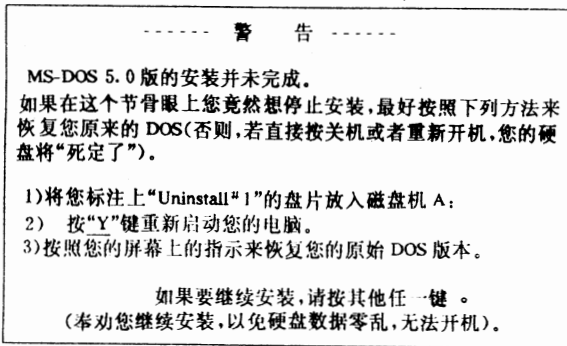 ------ 警 告 ------
MS-DOS 5.0版的安装并未完成。
如果在这个节骨眼上您竟然想停止安装,最好按照下列方法来
恢复您原来的 DOS(否则,若直接按关机或者重新开机,您的硬
盘将“死定了”)。
1)将您标注上“Uninstall#1”的盘片放入磁盘机 A:
2) 按“Y”键重新启动您的电脑。
3)按照您的屏幕上的指示来恢复您的原始 DOS 版本。
如果要继续安装,请按其他任一键。
(奉劝您继续安装,以免硬盘数据零乱,无法开机)。